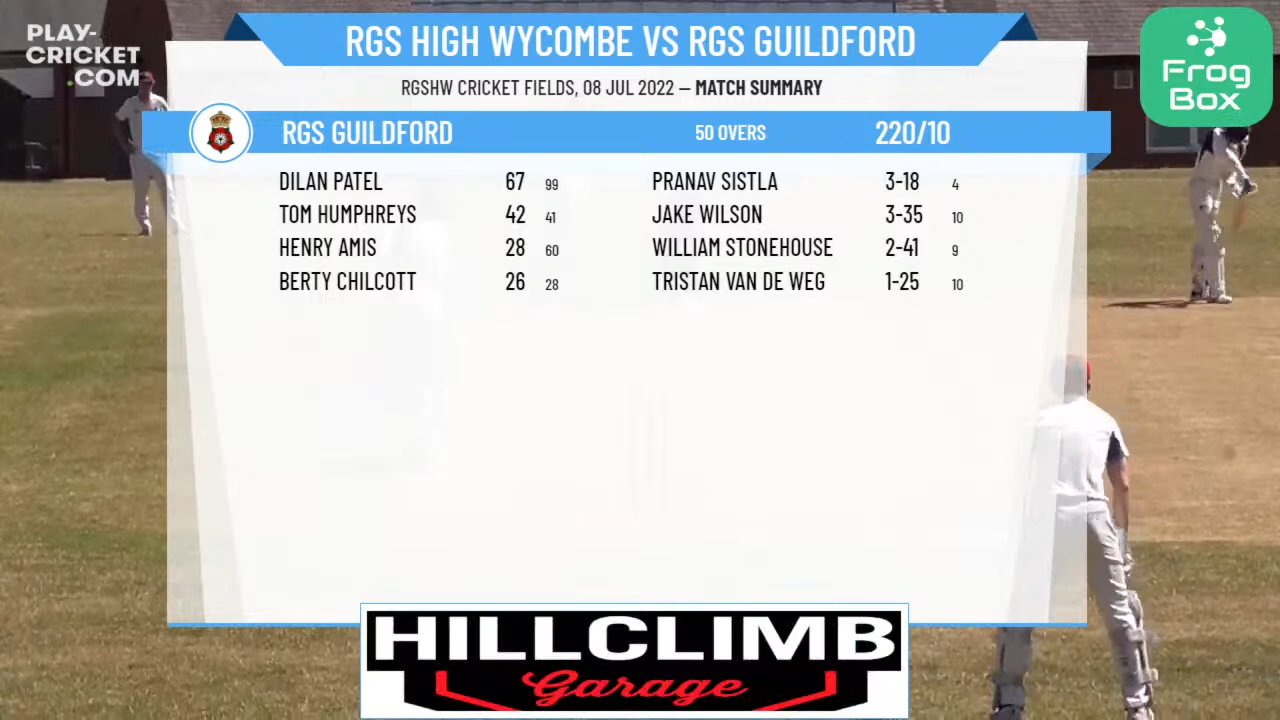 PLAY-
CRICKET
.COM
RGS HIGH WYCOMBE VS RGS GUILDFORD
Frog
Box
RGSHW CRICKET FIELDS, 08 JUL 2022 – MATCH SUMMARY
RGS GUILDFORD 50 OVERS 220/10
DILAN PATEL 67 99 PRANAV SISTLA 3-18 4
TOM HUMPHREYS 42 41 JAKE WILSON 3-35 10
HENRY AMIS 28 60 WILLIAM STONEHOUSE 2-41 9
BERTY CHILCOTT 26 28 TRISTAN VAN DE WEG 1-25 10
HILLCLIMB
Garage